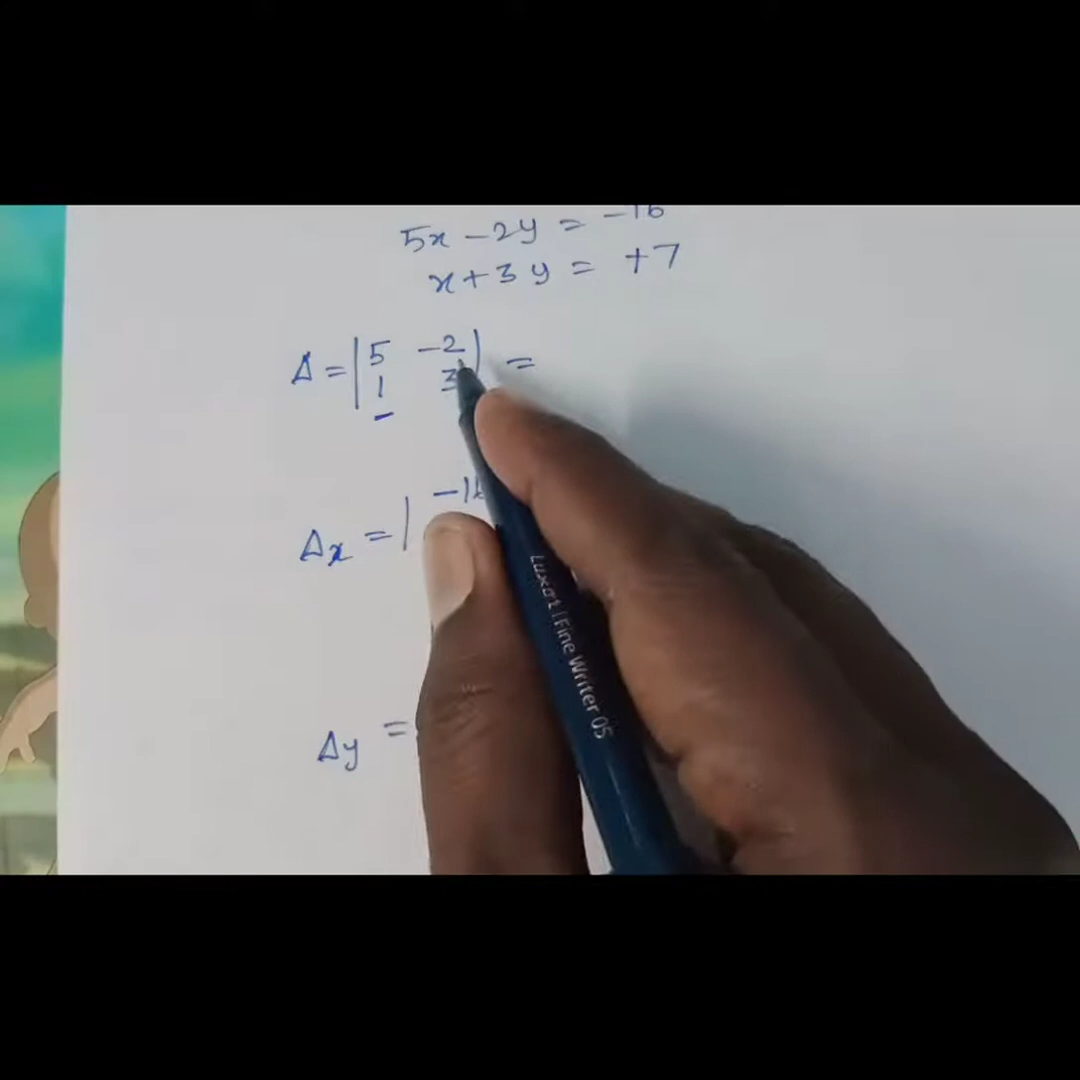 5x - 2y = -16
x + 3y = +7
Δ = | 5 -2 | =
1 3
Δx = | -16
Δy =
Luxor | Fine Writer 05